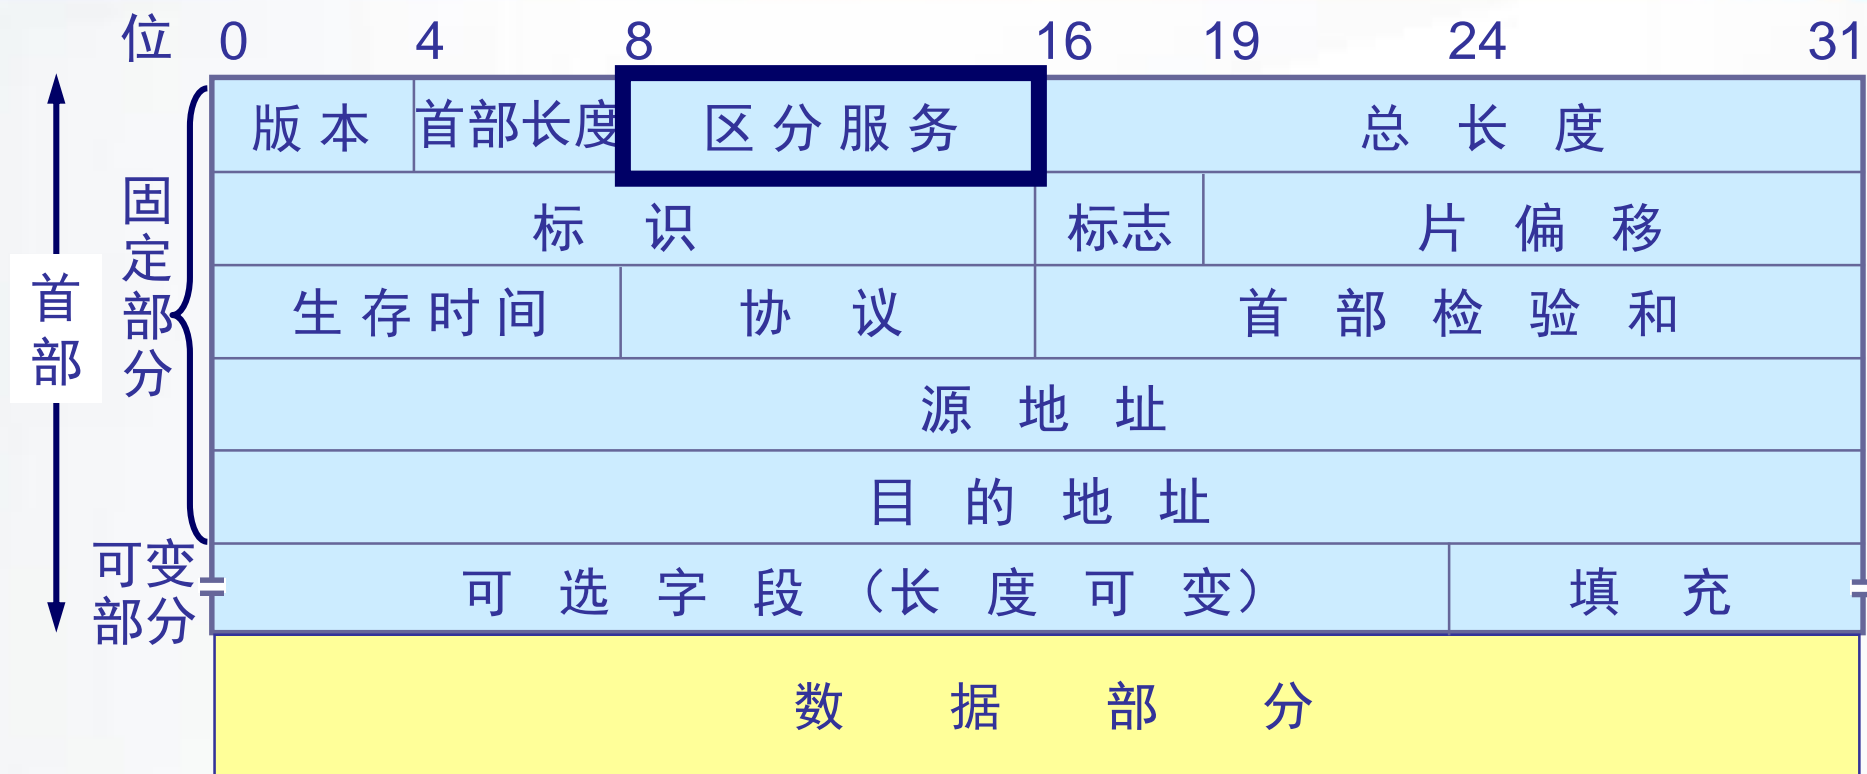 位 0 4 8 16 19 24 31
版本 首部长度 区分服务 总长度
标识 标志 片偏移
生存时间 协议 首部检验和
源地址
目的地址
可选字段（长度可变） 填充
数据部分
首部
固定部分
可变
部分